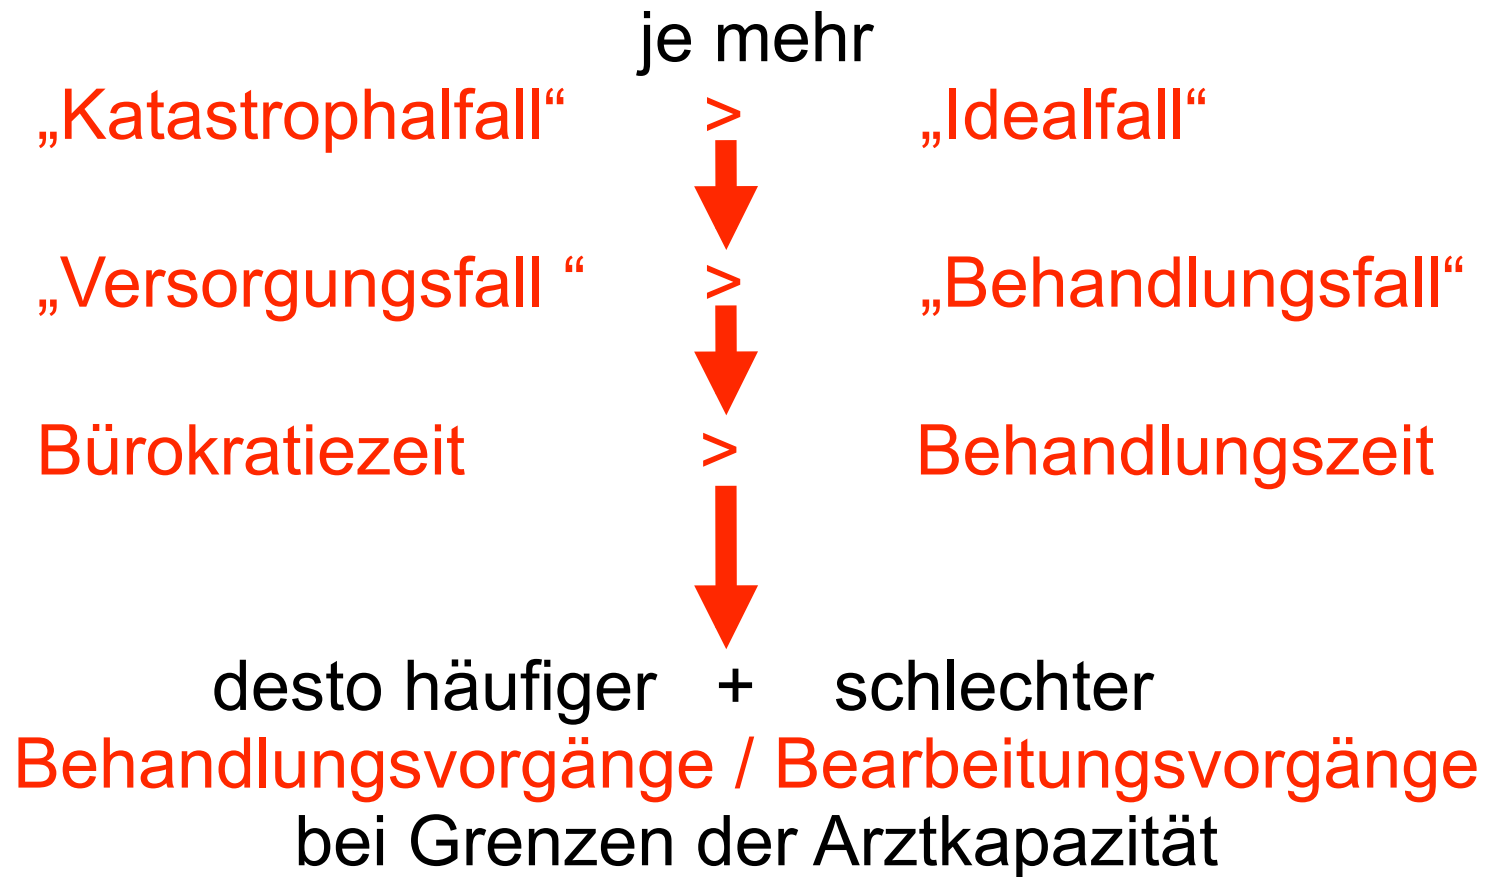 je mehr
„Katastrophalfall“ > „Idealfall“
„Versorgungsfall “ > „Behandlungsfall“
Bürokratiezeit > Behandlungszeit
desto häufiger + schlechter
Behandlungsvorgänge / Bearbeitungsvorgänge
bei Grenzen der Arztkapazität